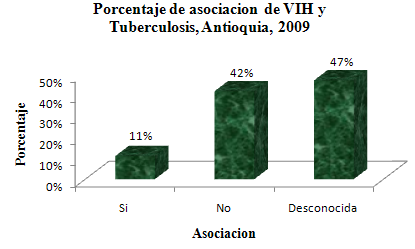 Porcentaje de asociacion de VIH y
Tuberculosis, Antioquia, 2009
47%
42%
11%
50%
40%
30%
20%
10%
0%
Porcentaje
Si No Desconocida
Asociacion